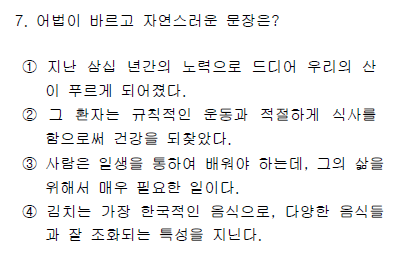 7. 어법이 바르고 자연스러운 문장은?
① 지난 삼십 년간의 노력으로 드디어 우리의 산
이 푸르게 되어졌다.
② 그 환자는 규칙적인 운동과 적절하게 식사를
함으로써 건강을 되찾았다.
③ 사람은 일생을 통하여 배워야 하는데, 그의 삶을
위해서 매우 필요한 일이다.
④ 김치는 가장 한국적인 음식으로, 다양한 음식들
과 잘 조화되는 특성을 지닌다.